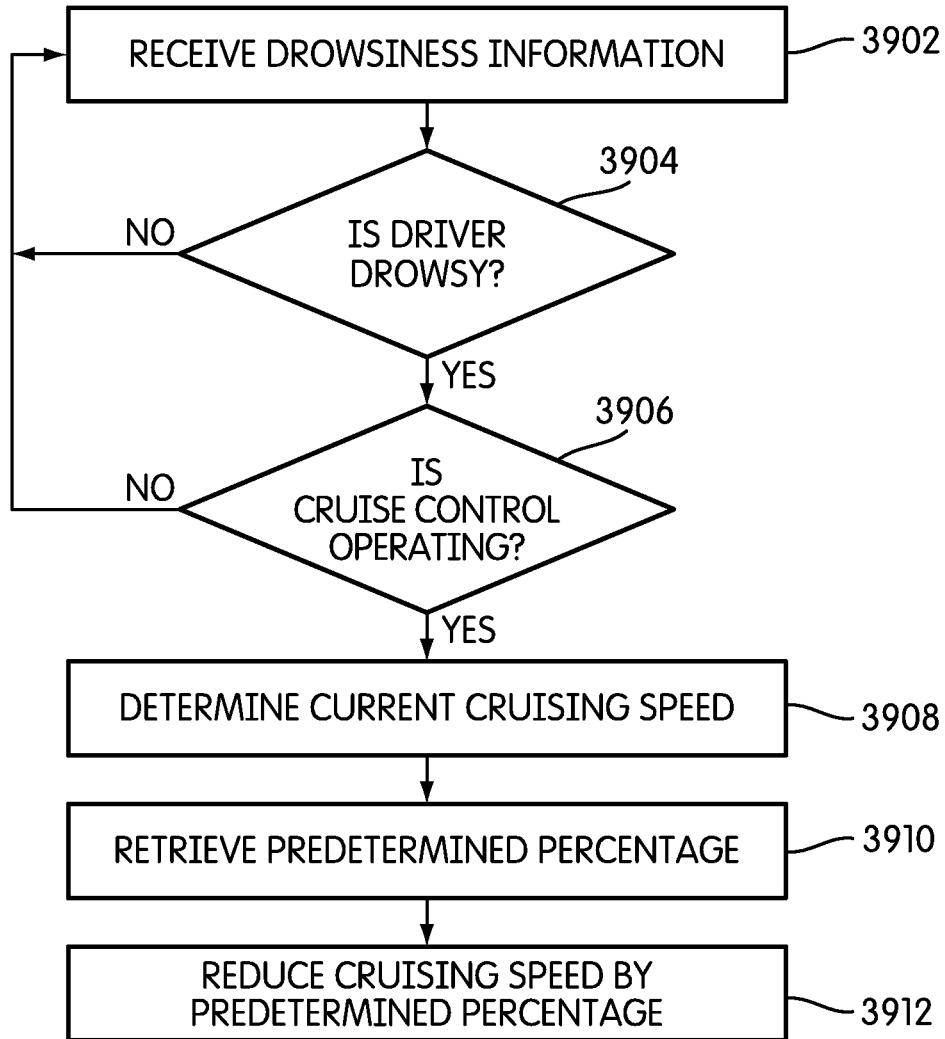 RECEIVE DROWSINESS INFORMATION
3902
3904
IS DRIVER
DROWSY?
NO
YES
3906
IS
CRUISE CONTROL
OPERATING?
NO
YES
DETERMINE CURRENT CRUISING SPEED
3908
RETRIEVE PREDETERMINED PERCENTAGE
3910
REDUCE CRUISING SPEED BY
PREDETERMINED PERCENTAGE
3912